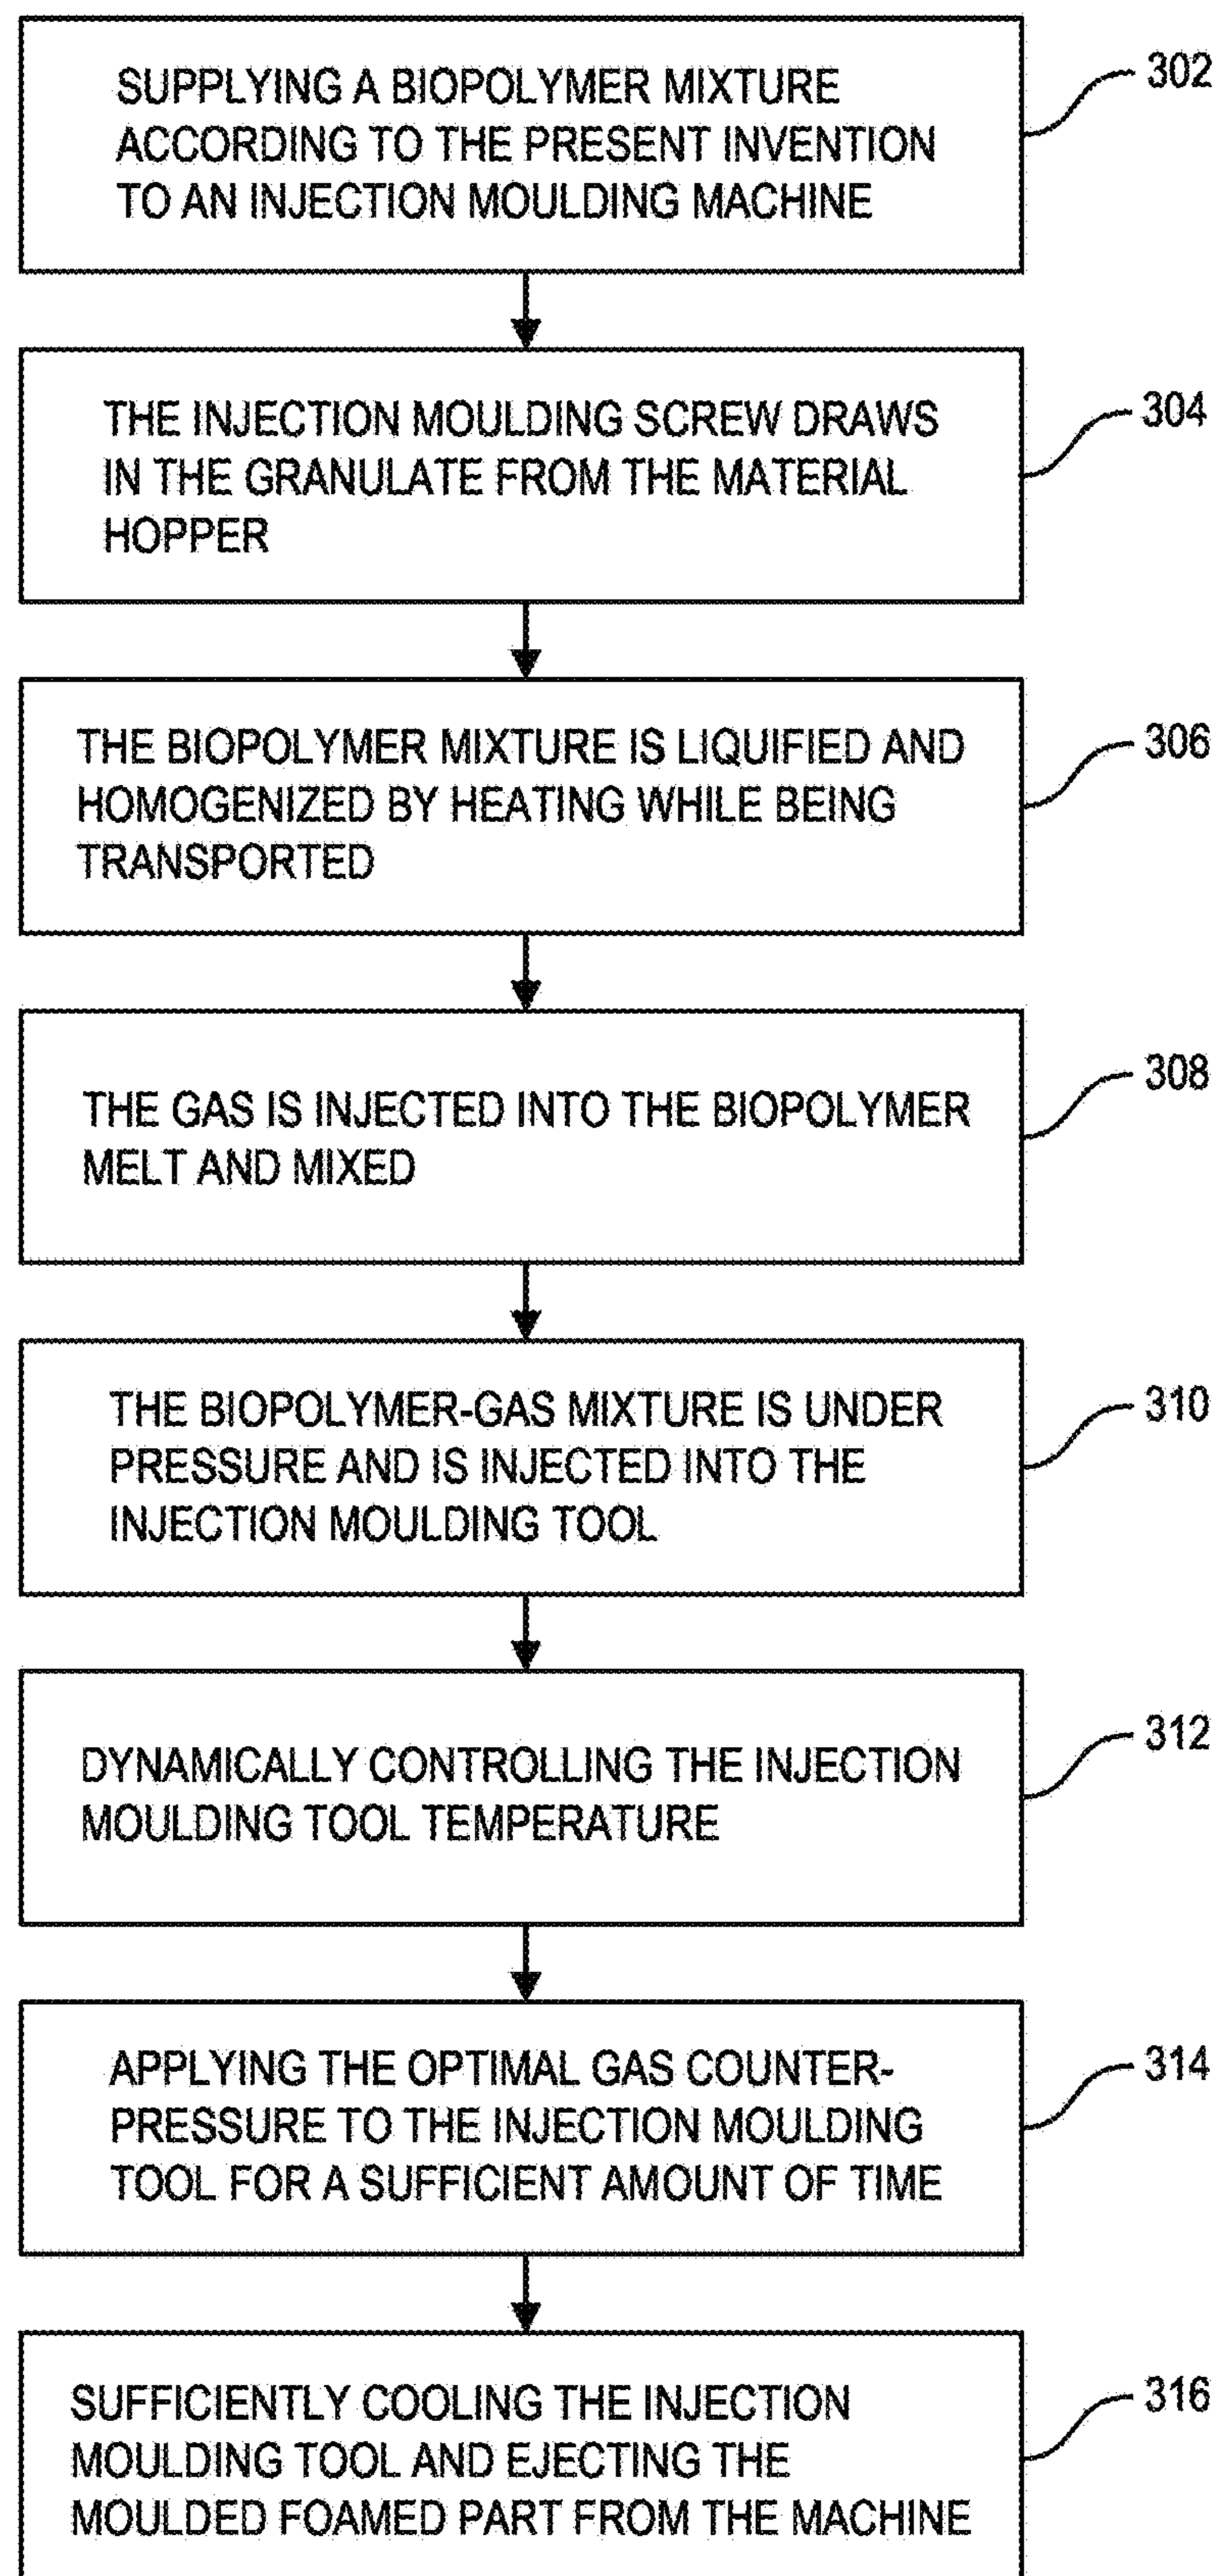 SUPPLYING A BIOPOLYMER MIXTURE
ACCORDING TO THE PRESENT INVENTION
TO AN INJECTION MOULDING MACHINE
302
THE INJECTION MOULDING SCREW DRAWS
IN THE GRANULATE FROM THE MATERIAL
HOPPER
304
THE BIOPOLYMER MIXTURE IS LIQUIFIED AND
HOMOGENIZED BY HEATING WHILE BEING
TRANSPORTED
306
THE GAS IS INJECTED INTO THE BIOPOLYMER
MELT AND MIXED
308
THE BIOPOLYMER-GAS MIXTURE IS UNDER
PRESSURE AND IS INJECTED INTO THE
INJECTION MOULDING TOOL
310
DYNAMICALLY CONTROLLING THE INJECTION
MOULDING TOOL TEMPERATURE
312
APPLYING THE OPTIMAL GAS COUNTER-
PRESSURE TO THE INJECTION MOULDING
TOOL FOR A SUFFICIENT AMOUNT OF TIME
314
SUFFICIENTLY COOLING THE INJECTION
MOULDING TOOL AND EJECTING THE
MOULDED FOAMED PART FROM THE MACHINE
316